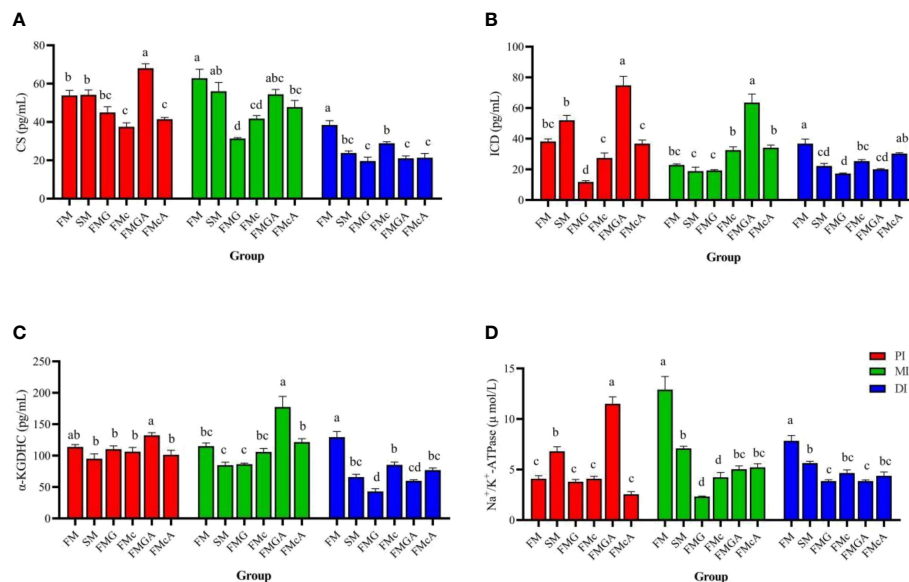 A
80
60
40
20
0
CS (pg/mL)
b b bc c a c
a ab d cd abc bc
a bc c b c c
FM SM FMG FMc FMGA FMcA
FM SM FMG FMc FMGA FMcA
FM SM FMG FMc FMGA FMcA
Group
B
100
80
60
40
20
0
ICD (pg/mL)
bc b d c a c
bc c c b a b
a cd d bc cd ab
FM SM FMG FMc FMGA FMcA
FM SM FMG FMc FMGA FMcA
FM SM FMG FMc FMGA FMcA
Group
C
250
200
150
100
50
0
α-KGDHC (pg/mL)
ab b b b a b
bc c c bc a b
a bc d b c bc
FM SM FMG FMc FMGA FMcA
FM SM FMG FMc FMGA FMcA
FM SM FMG FMc FMGA FMcA
Group
D
15
10
5
0
Na⁺/K⁺-ATPase (μ mol/L)
c b c c a c
a b d d bc bc
a b c bc c bc
FM SM FMG FMc FMGA FMcA
FM SM FMG FMc FMGA FMcA
FM SM FMG FMc FMGA FMcA
Group
PI
MI
DI